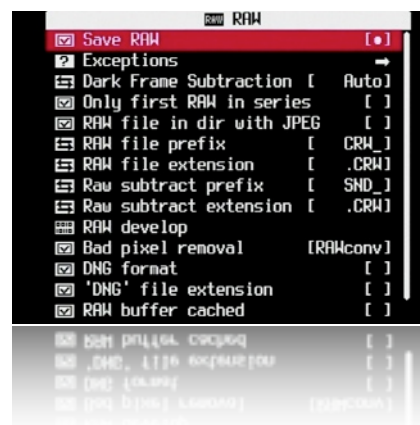 RAW RAW
Save RAW [•]
? Exceptions →
Dark Frame Subtraction [ Auto]
Only first RAW in series [ ]
RAW file in dir with JPEG [ ]
RAW file prefix [ CRW_]
RAW file extension [ .CRW]
Raw subtract prefix [ SND_]
Raw subtract extension [ .CRW]
RAW develop
Bad pixel removal [RAWconv]
DNG format [ ]
'DNG' file extension [ ]
RAW buffer cached [ ]